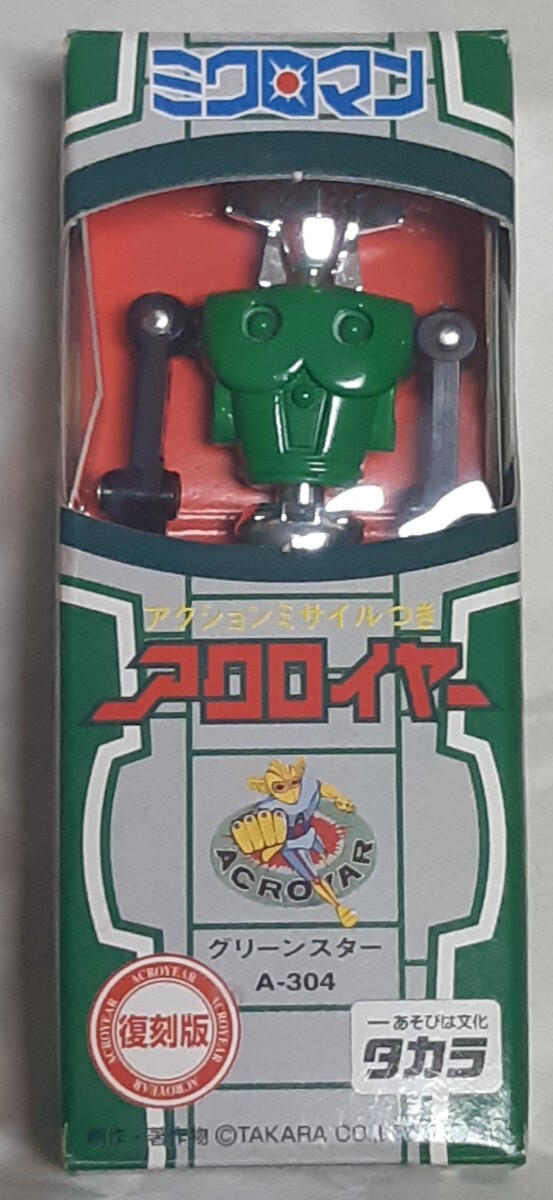 ミクロマン
アクションミサイルつき
アクロイヤー
ACROYAR
グリーンスター
A-304
ACROYEAR
ACROYEAR
復刻版
ACROYEAR
ACROYEAR
―あそびは文化
タカラ
創作・著作物 ©TAKARA CO.,